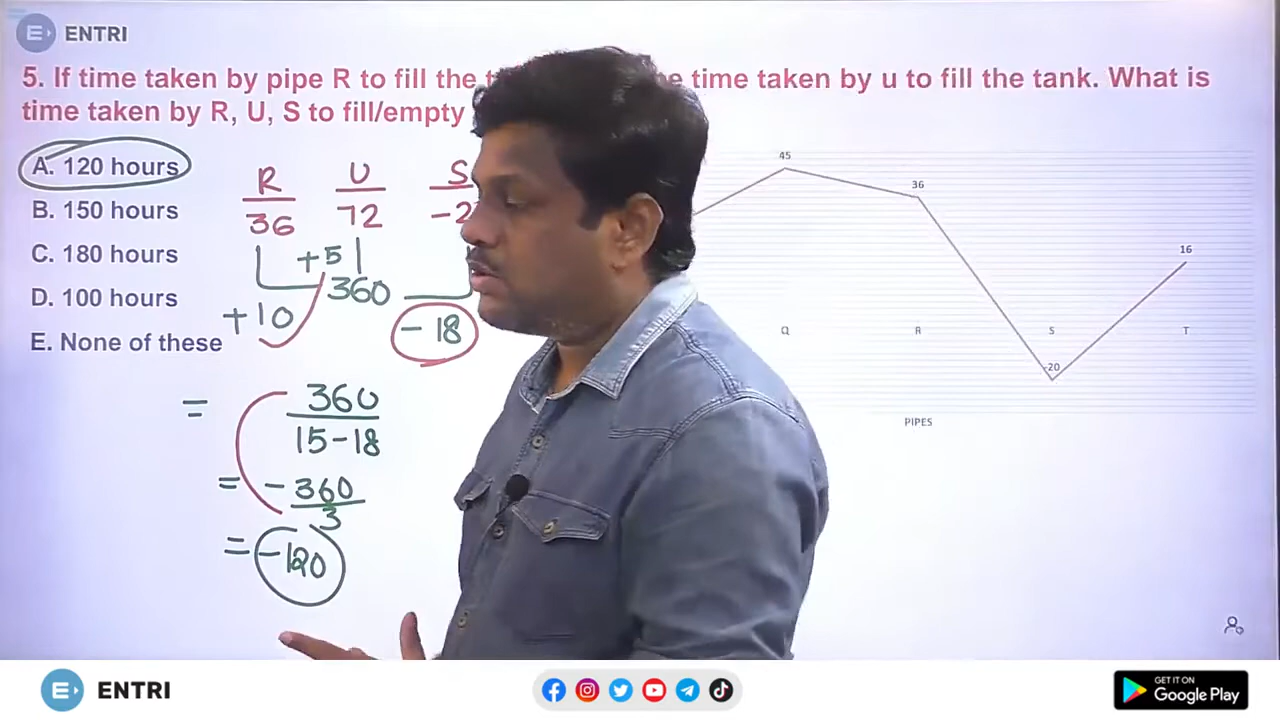 ENTRI
5. If time taken by pipe R to fill the time taken by u to fill the tank. What is
time taken by R, U, S to fill/empty
A. 120 hours
B. 150 hours
C. 180 hours
D. 100 hours
E. None of these
R U S
36 72 -2
+5
360
+10
-18
= 360
15-18
= -360
3
= -120
45
36
16
-20
Q R S T
PIPES
ENTRI
GET IT ON
Google Play